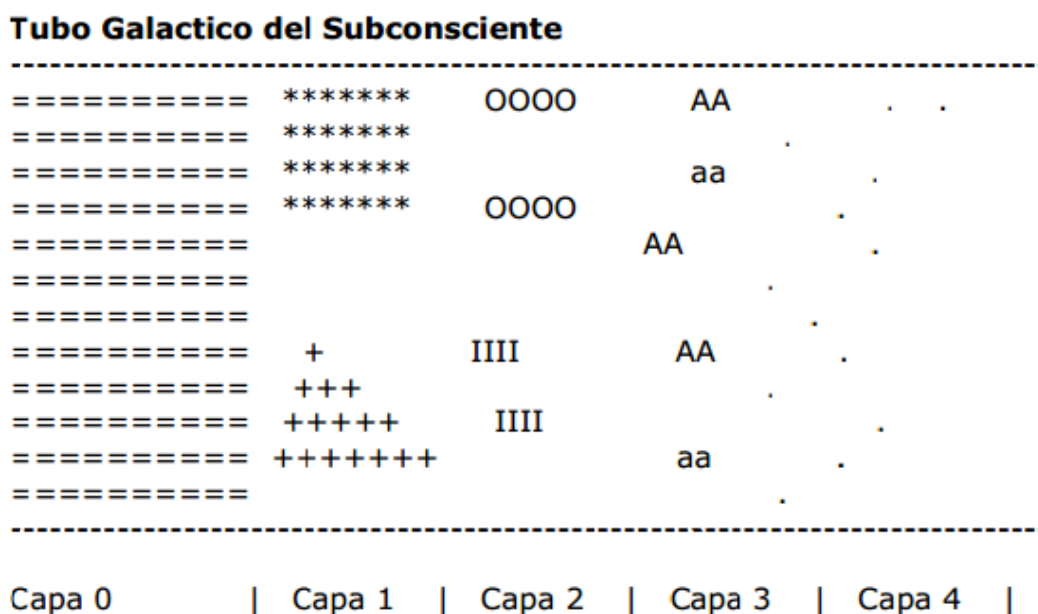 Tubo Galactico del Subconsciente
--------------------------------------------------------------------------------
========== ******* OOOO AA . .
========== ******* .
========== ******* aa .
========== ******* OOOO .
========== AA .
========== .
========== .
========== + IIII AA .
========== +++ .
========== +++++ IIII .
========== +++++++ aa .
========== .
--------------------------------------------------------------------------------
Capa 0 | Capa 1 | Capa 2 | Capa 3 | Capa 4 |